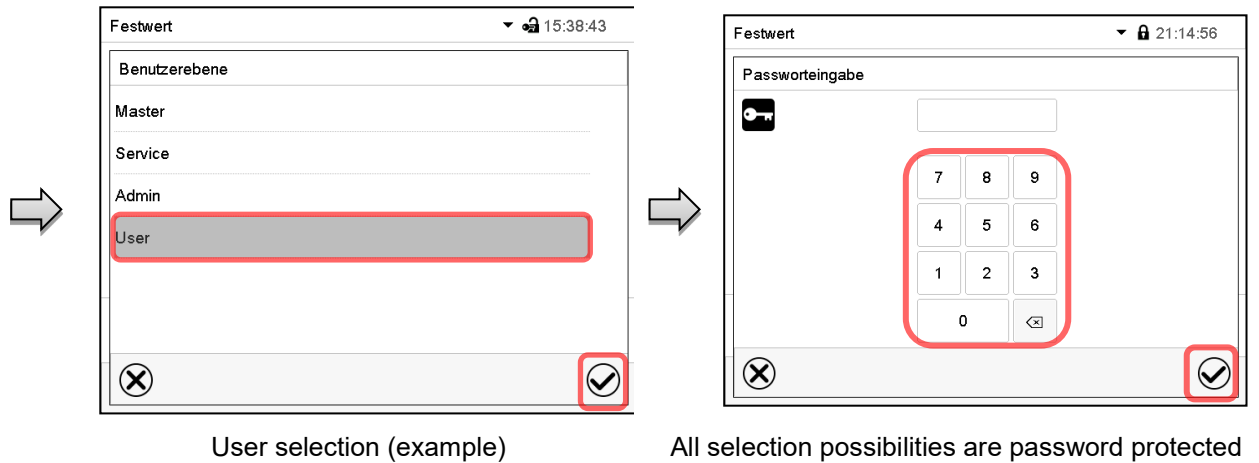 Festwert 15:38:43
Benutzerebene
Master
Service
Admin
User
User selection (example)
Festwert 21:14:56
Passworteingabe
7 8 9
4 5 6
1 2 3
0
All selection possibilities are password protected